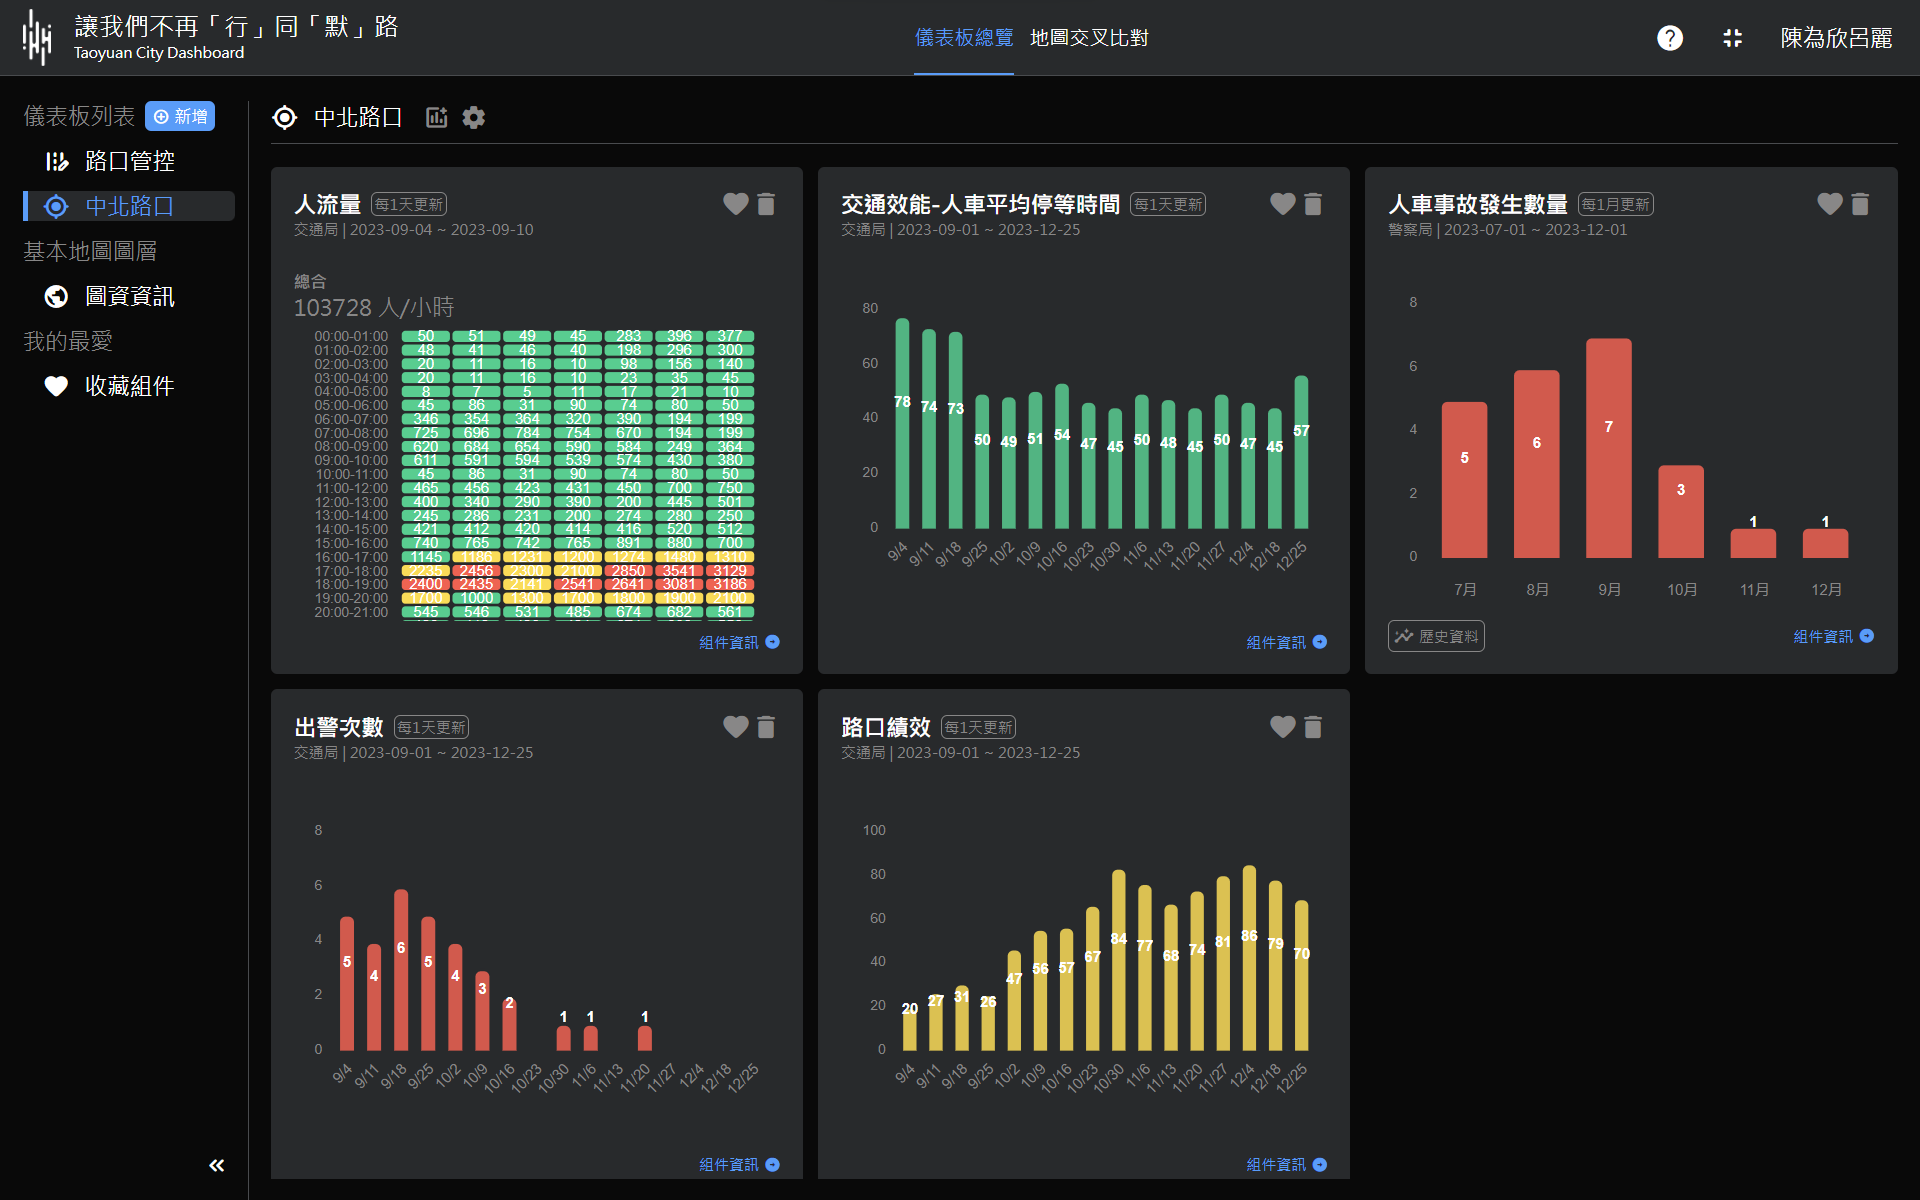 讓我們不再「行」同「默」路
Taoyuan City Dashboard
儀表板總覽 地圖交叉比對
陳為欣呂麗
儀表板列表 新增
路口管控
中北路口
基本地圖圖層
圖資資訊
我的最愛
收藏組件
中北路口
人流量 每1天更新
交通局 | 2023-09-04 ~ 2023-09-10
總合
103728 人/小時
00:00-01:00 50 51 49 45 283 396 377
01:00-02:00 48 41 46 40 198 296 300
02:00-03:00 20 11 16 10 98 156 140
03:00-04:00 20 11 16 10 23 35 45
04:00-05:00 8 7 5 11 17 21 10
05:00-06:00 45 86 31 90 74 80 50
06:00-07:00 346 354 364 320 390 194 199
07:00-08:00 725 696 784 754 670 194 199
08:00-09:00 620 684 654 590 584 249 364
09:00-10:00 611 591 594 539 574 430 380
10:00-11:00 45 86 31 90 74 80 50
11:00-12:00 465 456 423 431 450 700 750
12:00-13:00 400 340 290 390 200 445 501
13:00-14:00 245 286 231 200 274 280 250
14:00-15:00 421 412 420 414 416 520 512
15:00-16:00 740 765 742 765 891 880 700
16:00-17:00 1145 1186 1231 1200 1274 1480 1310
17:00-18:00 2235 2456 2300 2100 2850 3541 3129
18:00-19:00 2400 2435 2141 2541 2641 3081 3186
19:00-20:00 1700 1000 1300 1700 1800 1900 2100
20:00-21:00 545 546 531 485 674 682 561
組件資訊
交通效能-人車平均停等時間 每1天更新
交通局 | 2023-09-01 ~ 2023-12-25
80
60
40
20
0
78 74 73 50 49 51 54 47 45 50 48 45 50 47 45 57
9/4 9/11 9/18 9/25 10/2 10/9 10/16 10/23 10/30 11/6 11/13 11/20 11/27 12/4 12/18 12/25
組件資訊
人車事故發生數量 每1月更新
警察局 | 2023-07-01 ~ 2023-12-01
8
6
4
2
0
5 6 7 3 1 1
7月 8月 9月 10月 11月 12月
歷史資料
組件資訊
出警次數 每1天更新
交通局 | 2023-09-01 ~ 2023-12-25
8
6
4
2
0
5 4 6 5 4 3 2 1 1 1
9/4 9/11 9/18 9/25 10/2 10/9 10/16 10/23 10/30 11/6 11/13 11/20 11/27 12/4 12/18 12/25
組件資訊
路口績效 每1天更新
交通局 | 2023-09-01 ~ 2023-12-25
100
80
60
40
20
0
20 27 31 26 47 56 57 67 84 77 68 74 81 86 79 70
9/4 9/11 9/18 9/25 10/2 10/9 10/16 10/23 10/30 11/6 11/13 11/20 11/27 12/4 12/18 12/25
組件資訊